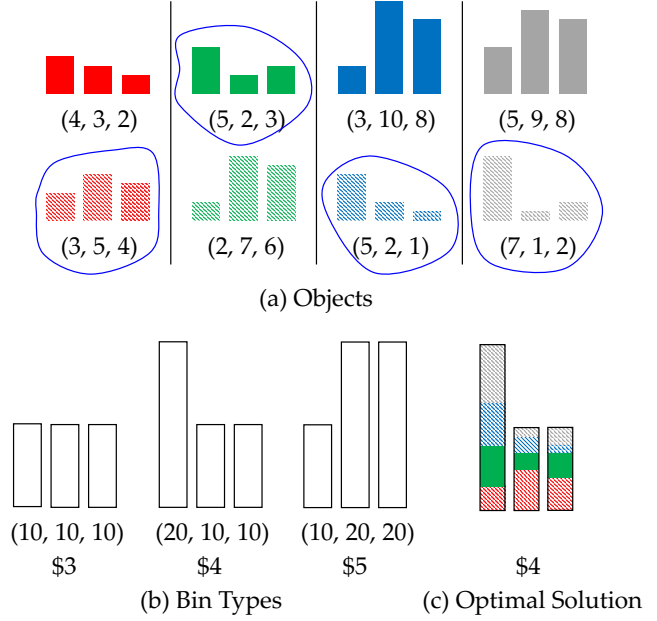 (4, 3, 2) (5, 2, 3) (3, 10, 8) (5, 9, 8)
(3, 5, 4) (2, 7, 6) (5, 2, 1) (7, 1, 2)
(a) Objects
(10, 10, 10) (20, 10, 10) (10, 20, 20)
$3 $4 $5 $4
(b) Bin Types (c) Optimal Solution